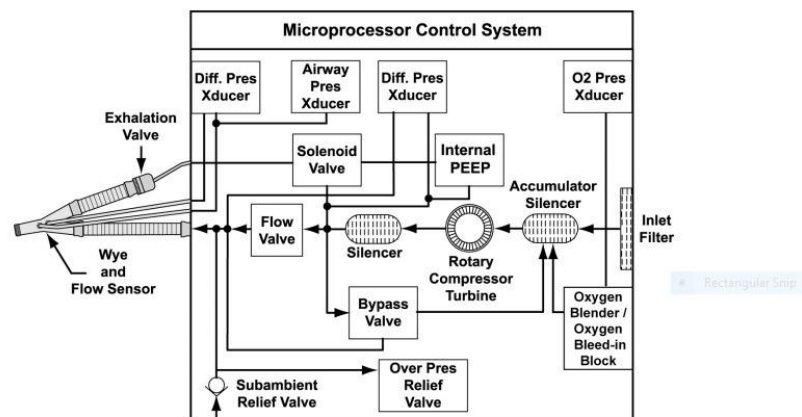 Microprocessor Control System
Diff. Pres
Xducer
Airway
Pres
Xducer
Diff. Pres
Xducer
O2 Pres
Xducer
Exhalation
Valve
Solenoid
Valve
Internal
PEEP
Accumulator
Silencer
Inlet
Filter
Flow
Valve
Silencer
Rotary
Compressor
Turbine
Wye
and
Flow Sensor
Bypass
Valve
Oxygen
Blender /
Oxygen
Bleed-in
Block
Subambient
Relief Valve
Over Pres
Relief
Valve
Rectangular Snip